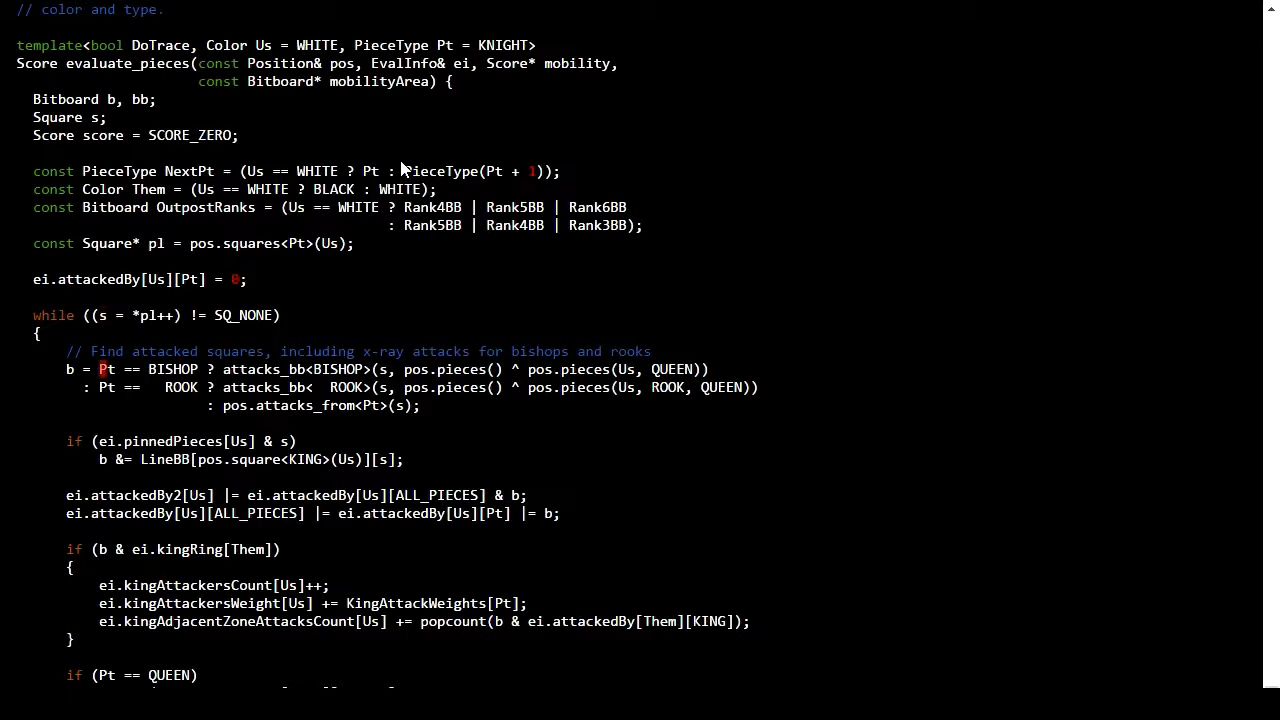 // color and type.
template<bool DoTrace, Color Us = WHITE, PieceType Pt = KNIGHT>
Score evaluate_pieces(const Position& pos, EvalInfo& ei, Score* mobility,
const Bitboard* mobilityArea) {
Bitboard b, bb;
Square s;
Score score = SCORE_ZERO;
const PieceType NextPt = (Us == WHITE ? Pt : PieceType(Pt + 1));
const Color Them = (Us == WHITE ? BLACK : WHITE);
const Bitboard OutpostRanks = (Us == WHITE ? Rank4BB | Rank5BB | Rank6BB
: Rank5BB | Rank4BB | Rank3BB);
const Square* pl = pos.squares<Pt>(Us);
ei.attackedBy[Us][Pt] = 0;
while ((s = *pl++) != SQ_NONE)
{
// Find attacked squares, including x-ray attacks for bishops and rooks
b = Pt == BISHOP ? attacks_bb<BISHOP>(s, pos.pieces() ^ pos.pieces(Us, QUEEN))
: Pt == ROOK ? attacks_bb< ROOK>(s, pos.pieces() ^ pos.pieces(Us, ROOK, QUEEN))
: pos.attacks_from<Pt>(s);
if (ei.pinnedPieces[Us] & s)
b &= LineBB[pos.square<KING>(Us)][s];
ei.attackedBy2[Us] |= ei.attackedBy[Us][ALL_PIECES] & b;
ei.attackedBy[Us][ALL_PIECES] |= ei.attackedBy[Us][Pt] |= b;
if (b & ei.kingRing[Them])
{
ei.kingAttackersCount[Us]++;
ei.kingAttackersWeight[Us] += KingAttackWeights[Pt];
ei.kingAdjacentZoneAttacksCount[Us] += popcount(b & ei.attackedBy[Them][KING]);
}
if (Pt == QUEEN)